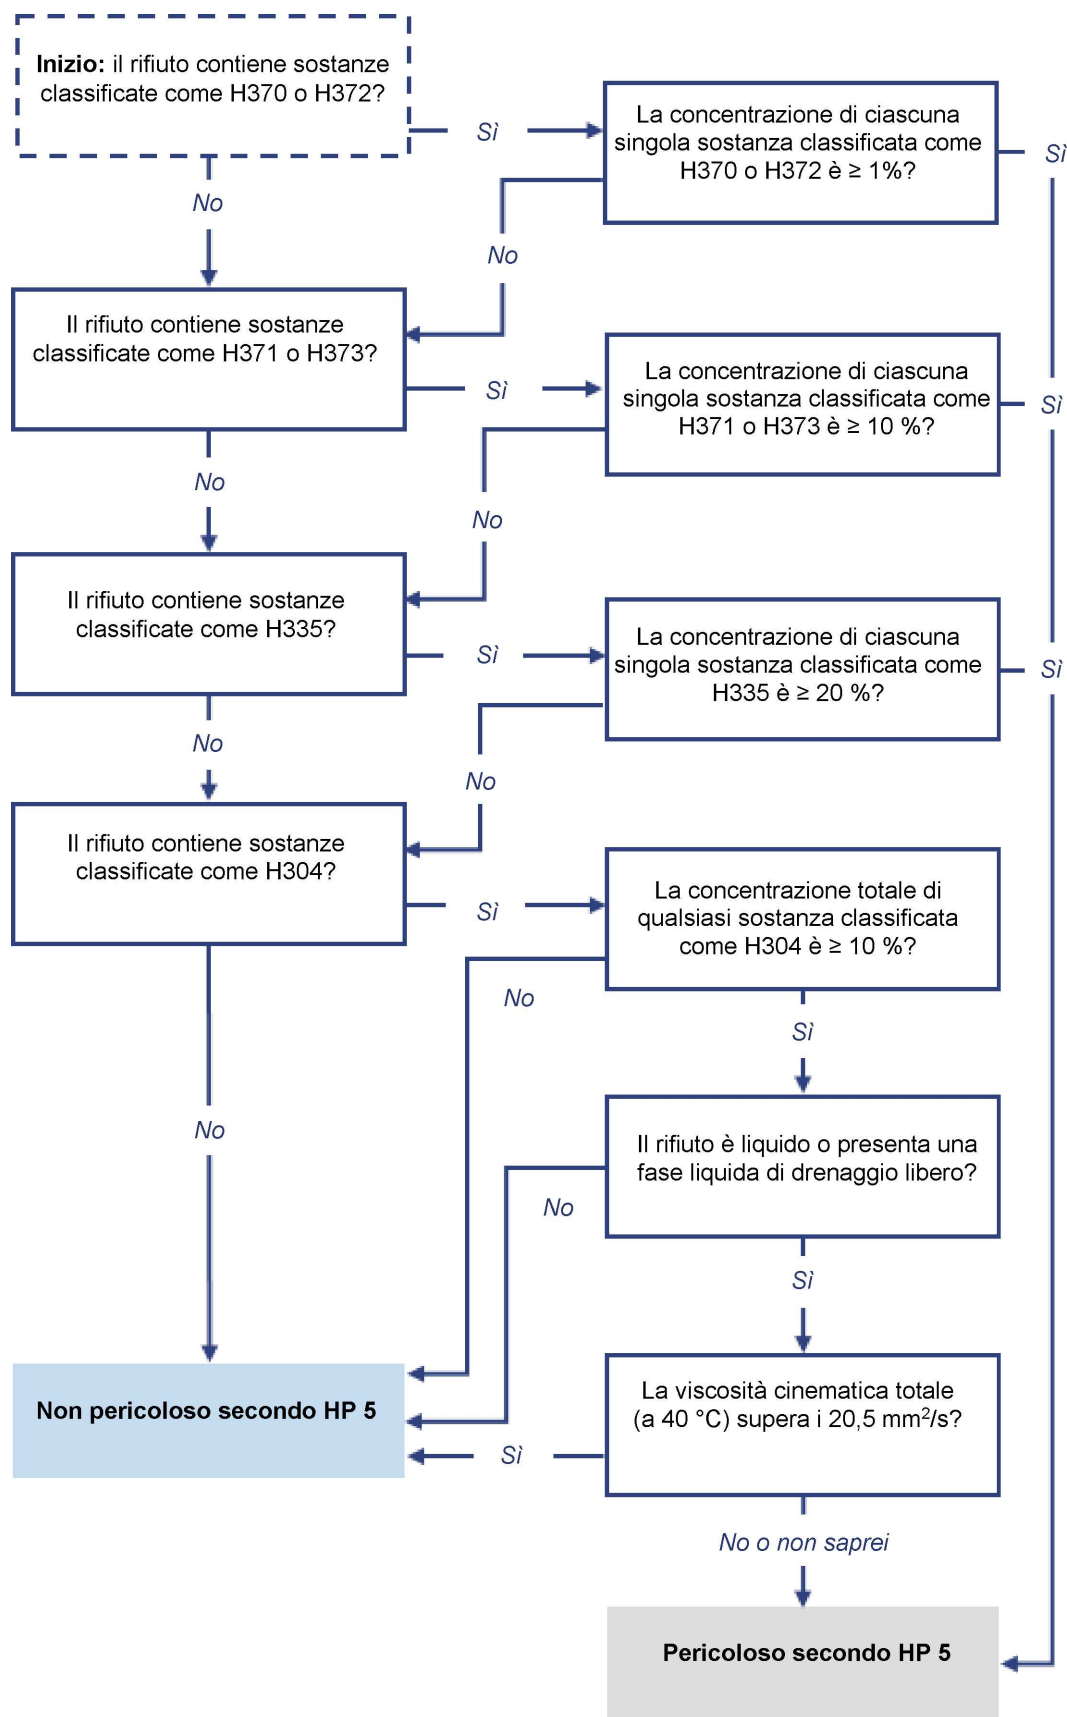 Inizio: il rifiuto contiene sostanze
classificate come H370 o H372?
Sì
La concentrazione di ciascuna
singola sostanza classificata come
H370 o H372 è ≥ 1%?
Sì
No
No
Il rifiuto contiene sostanze
classificate come H371 o H373?
Sì
La concentrazione di ciascuna
singola sostanza classificata come
H371 o H373 è ≥ 10 %?
Sì
No
No
Il rifiuto contiene sostanze
classificate come H335?
Sì
La concentrazione di ciascuna
singola sostanza classificata come
H335 è ≥ 20 %?
Sì
No
No
Il rifiuto contiene sostanze
classificate come H304?
Sì
La concentrazione totale di
qualsiasi sostanza classificata
come H304 è ≥ 10 %?
No
Sì
No
Il rifiuto è liquido o presenta una
fase liquida di drenaggio libero?
No
Sì
La viscosità cinematica totale
(a 40 °C) supera i 20,5 mm²/s?
Non pericoloso secondo HP 5
Sì
No o non saprei
Pericoloso secondo HP 5